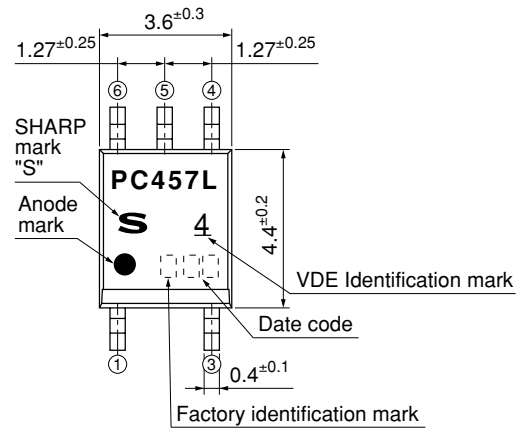 3.6±0.3
1.27±0.25 1.27±0.25
⑥ ⑤ ④
SHARP
mark
"S"
PC457L
S
Anode
mark
4
4.4±0.2
VDE Identification mark
Date code
① ③
0.4±0.1
Factory identification mark